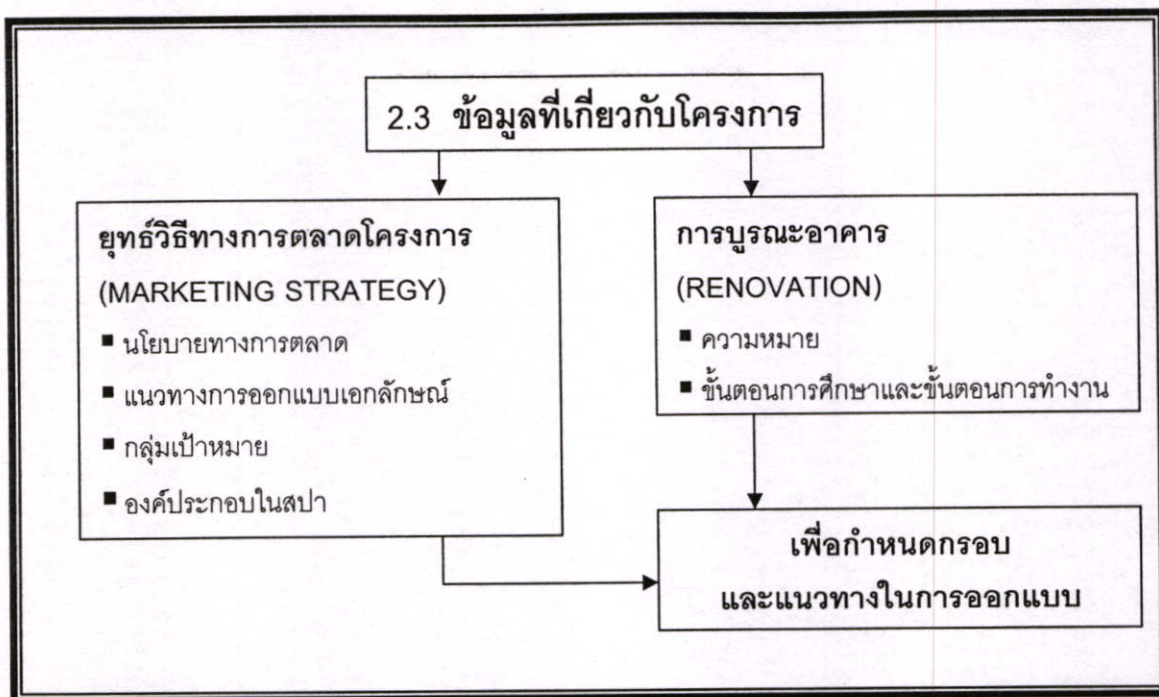 2.3 ข้อมูลที่เกี่ยวกับโครงการ
ยุทธ์วิธีทางการตลาดโครงการ
(MARKETING STRATEGY)
▪ นโยบายทางการตลาด
▪ แนวทางการออกแบบเอกลักษณ์
▪ กลุ่มเป้าหมาย
▪ องค์ประกอบในสปา
การบูรณะอาคาร
(RENOVATION)
▪ ความหมาย
▪ ขั้นตอนการศึกษาและขั้นตอนการทำงาน
เพื่อกำหนดกรอบ
และแนวทางในการออกแบบ